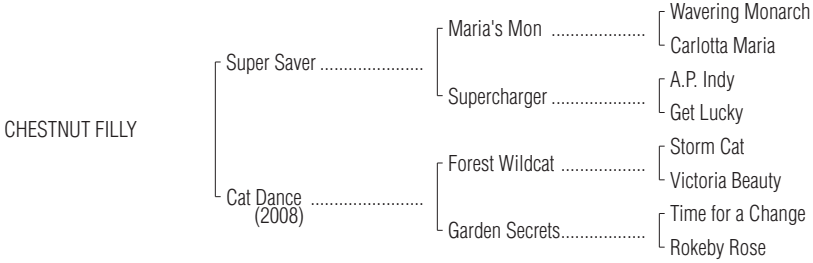 Wavering Monarch
Maria's Mon ....................
Carlotta Maria
Super Saver ......................
A.P. Indy
Supercharger ....................
Get Lucky
CHESTNUT FILLY
Storm Cat
Forest Wildcat ..................
Victoria Beauty
Cat Dance ........................
(2008)
Time for a Change
Garden Secrets..................
Rokeby Rose